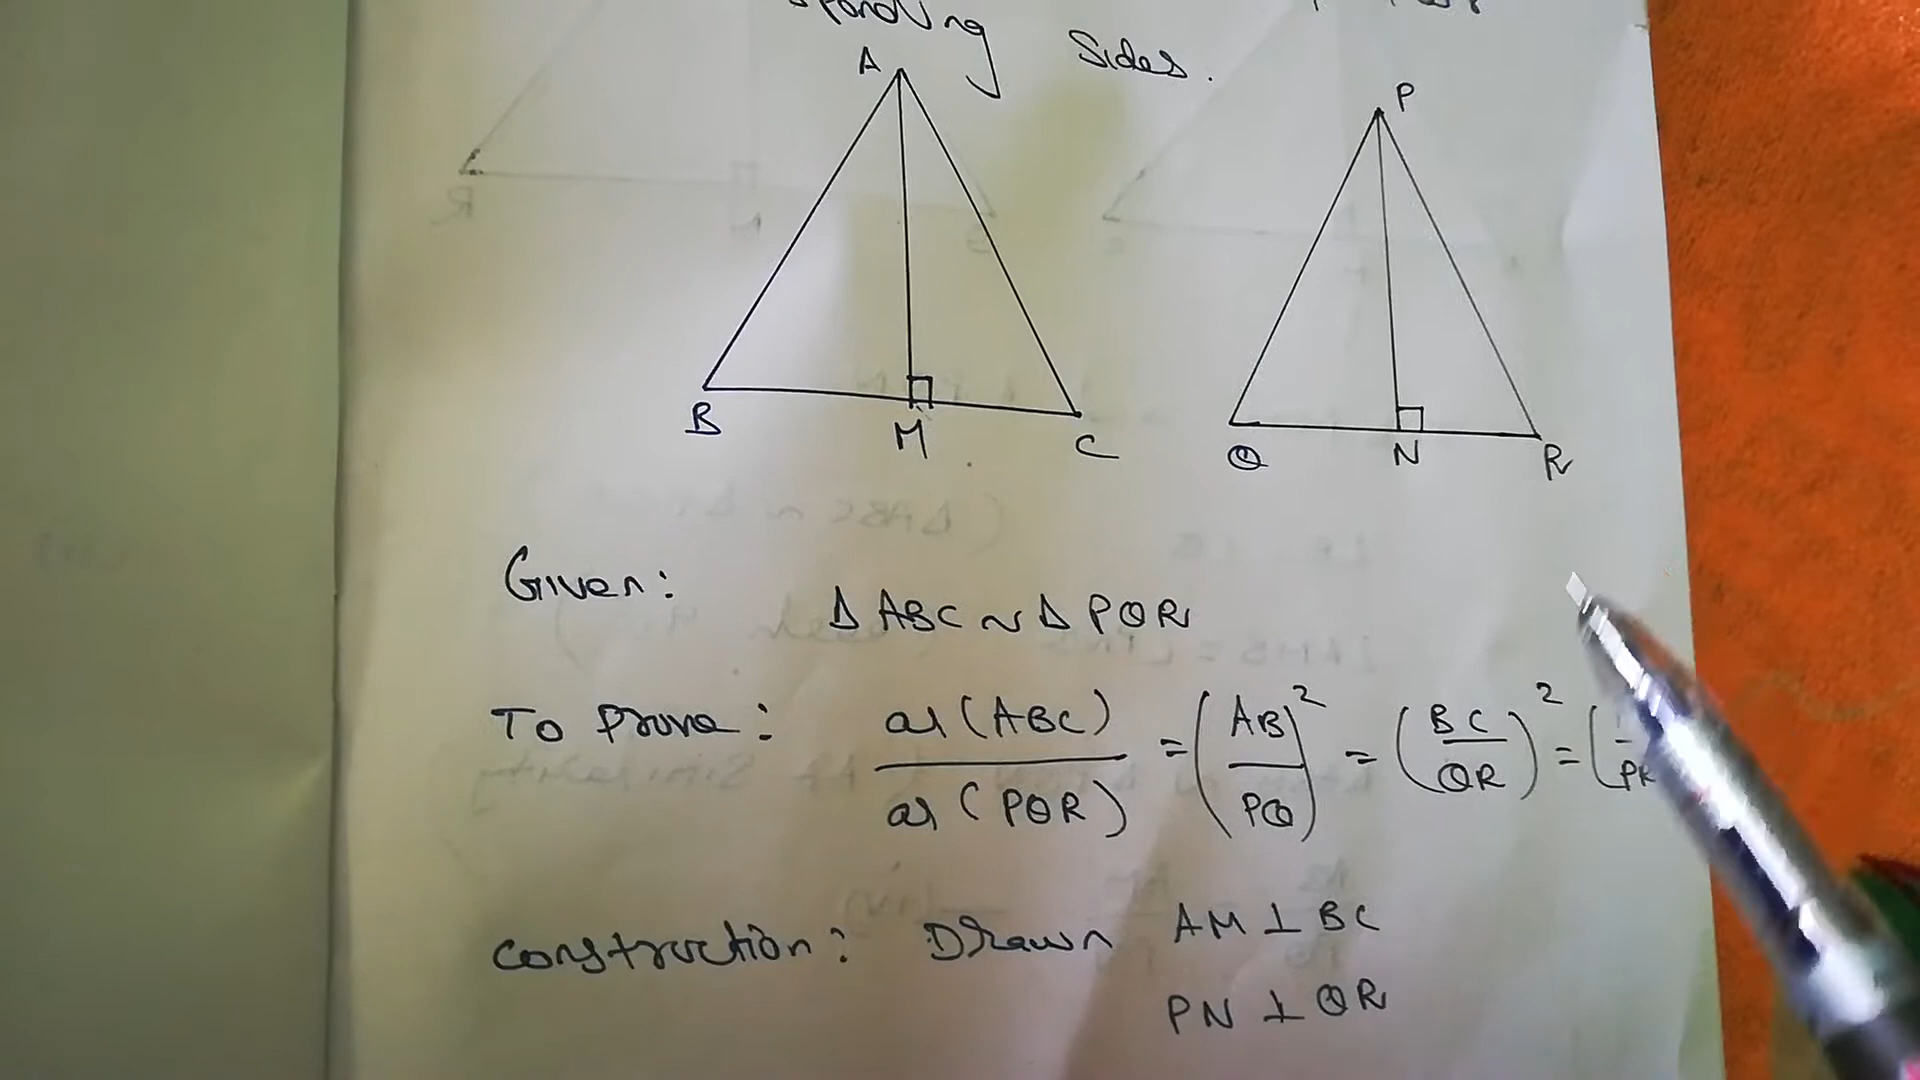 Sides.
A
P
B
M
C
Q
N
R
Given:
Δ ABC ~ Δ PQR
To Prove: ar (ABC) / ar (PQR) = (AB / PQ)² = (BC / QR)² = (
Construction: Drawn AM ⊥ BC
PN ⊥ QR